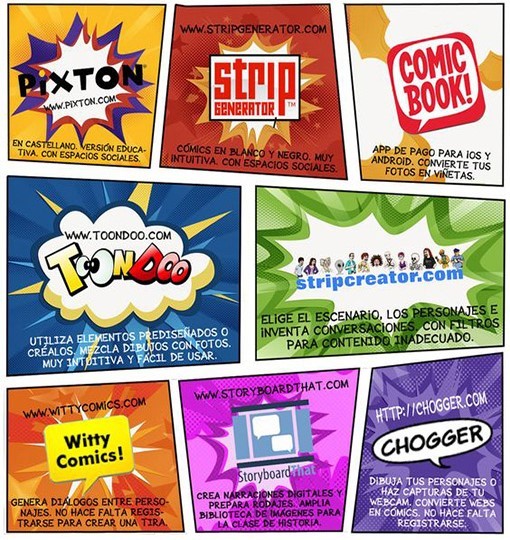 PiXTON
www.PiXTON.COM
EN CASTELLANO. VERSIÓN EDUCA-
TIVA. CON ESPACIOS SOCIALES.
WWW.STRIPGENERATOR.COM
strip
GENERATOR™
CÓMICS EN BLANCO Y NEGRO. MUY
INTUITIVA. CON ESPACIOS SOCIALES.
COMIC
BOOK!
APP DE PAGO PARA IOS Y
ANDROID. CONVIERTE TUS
FOTOS EN VIÑETAS.
WWW.TOONDOO.COM
TOONDOO
UTILIZA ELEMENTOS PREDISEÑADOS O
CRÉALOS. MEZCLA DIBUJOS CON FOTOS.
MUY INTUITIVA Y FÁCIL DE USAR.
stripcreator.com
ELIGE EL ESCENARIO, LOS PERSONAJES E
INVENTA CONVERSACIONES. CON FILTROS
PARA CONTENIDO INADECUADO.
WWW.WITTYCOMICS.COM
Witty
Comics!
GENERA DIÁLOGOS ENTRE PERSO-
NAJES. NO HACE FALTA REGIS-
TRARSE PARA CREAR UNA TIRA.
WWW.STORYBOARDTHAT.COM
StoryboardThat
CREA NARRACIONES DIGITALES Y
PREPARA RODAJES. AMPLIA
BIBLIOTECA DE IMÁGENES PARA
LA CLASE DE HISTORIA.
HTTP://CHOGGER.COM
CHOGGER
DIBUJA TUS PERSONAJES O
HAZ CAPTURAS DE TU
WEBCAM. CONVIERTE WEBS
EN CÓMICS. NO HACE FALTA
REGISTRARSE.